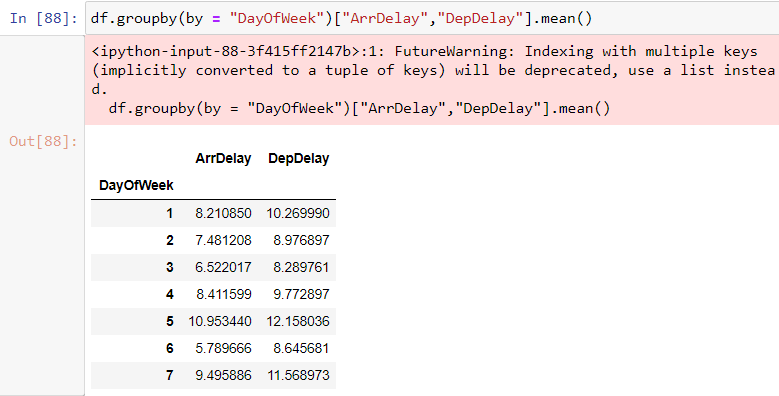 In [88]: df.groupby(by = "DayOfWeek")["ArrDelay","DepDelay"].mean()
<ipython-input-88-3f415ff2147b>:1: FutureWarning: Indexing with multiple keys
(implicitly converted to a tuple of keys) will be deprecated, use a list instea
d.
  df.groupby(by = "DayOfWeek")["ArrDelay","DepDelay"].mean()
Out[88]:
ArrDelay DepDelay
DayOfWeek
1 8.210850 10.269990
2 7.481208 8.976897
3 6.522017 8.289761
4 8.411599 9.772897
5 10.953440 12.158036
6 5.789666 8.645681
7 9.495886 11.568973